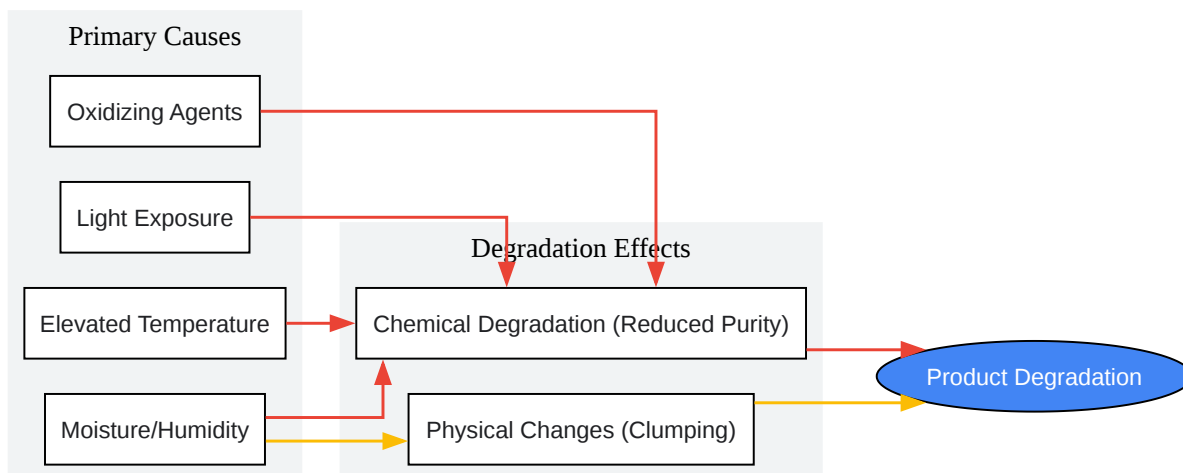 Primary Causes
Oxidizing Agents
Light Exposure
Degradation Effects
Elevated Temperature
Chemical Degradation (Reduced Purity)
Product Degradation
Moisture/Humidity
Physical Changes (Clumping)